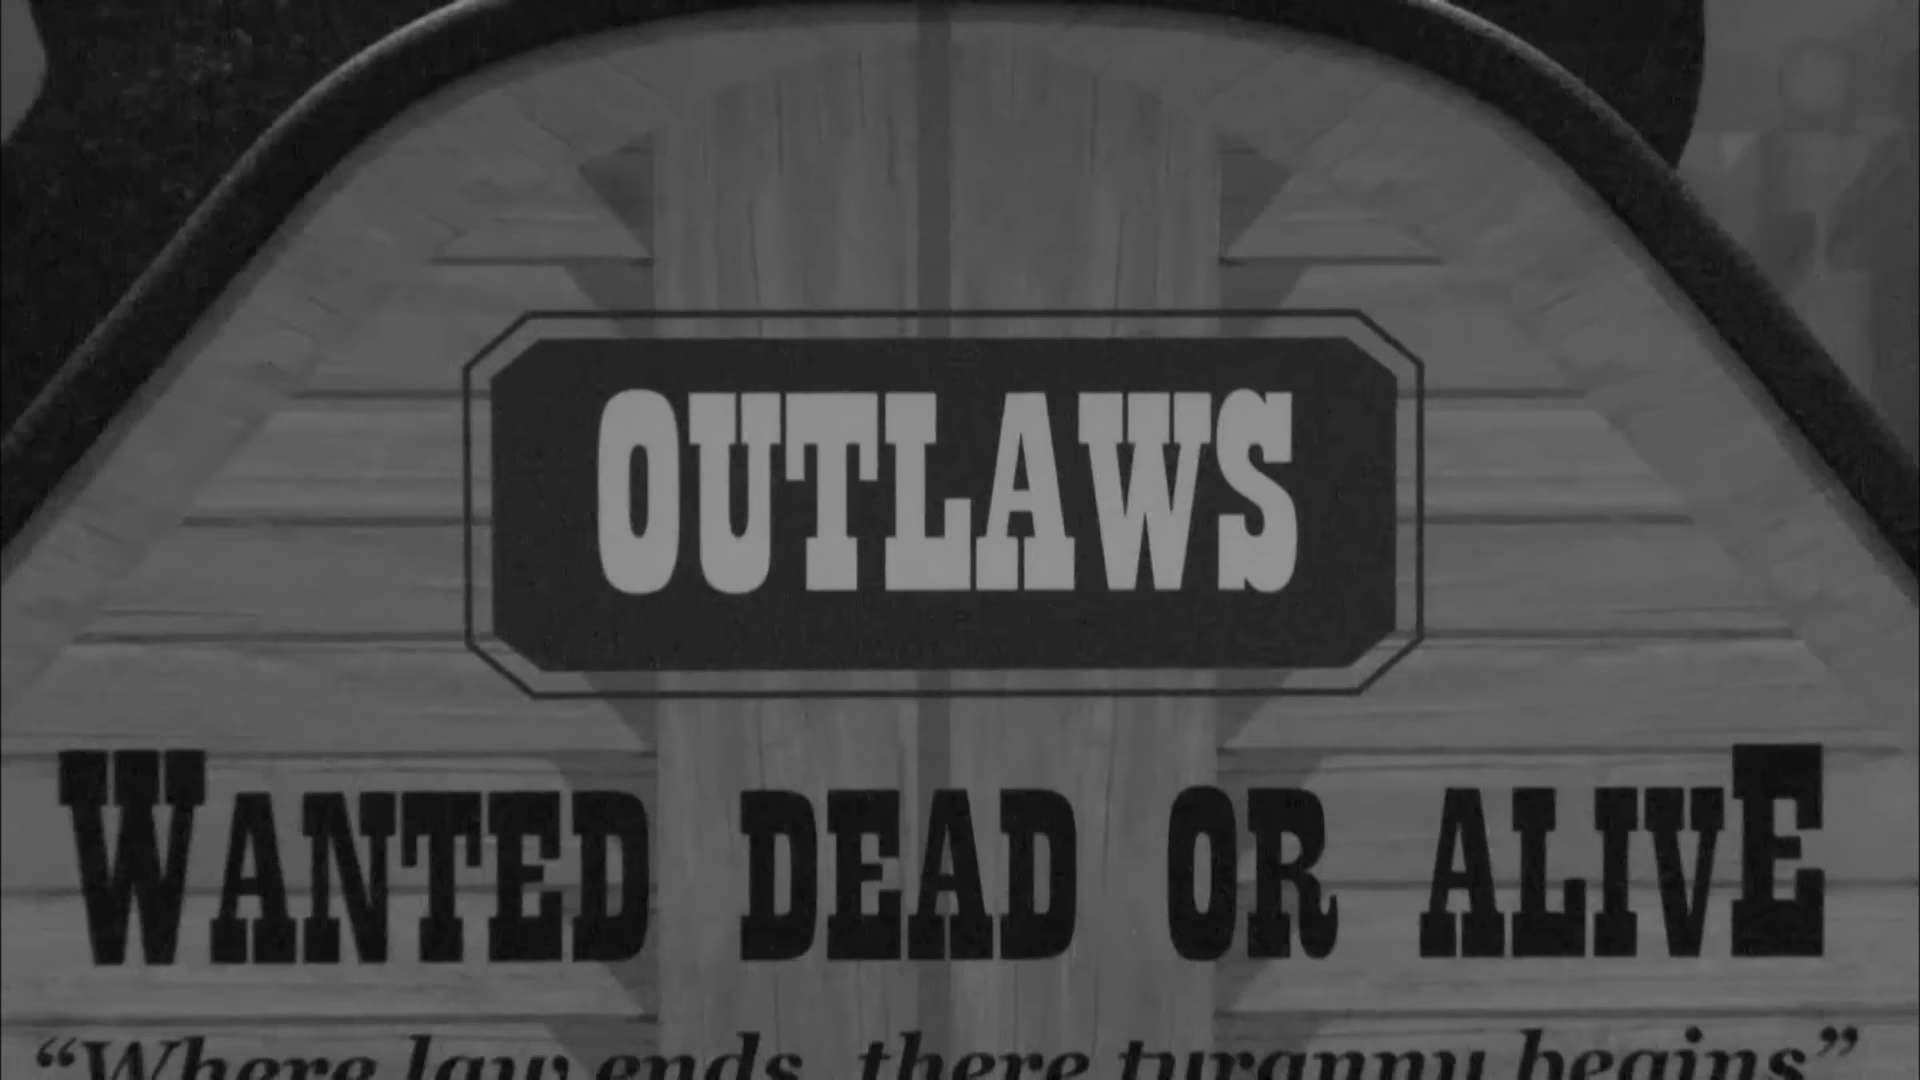 OUTLAWS
WANTED DEAD OR ALIVE
“Where law ends, there tyranny begins”